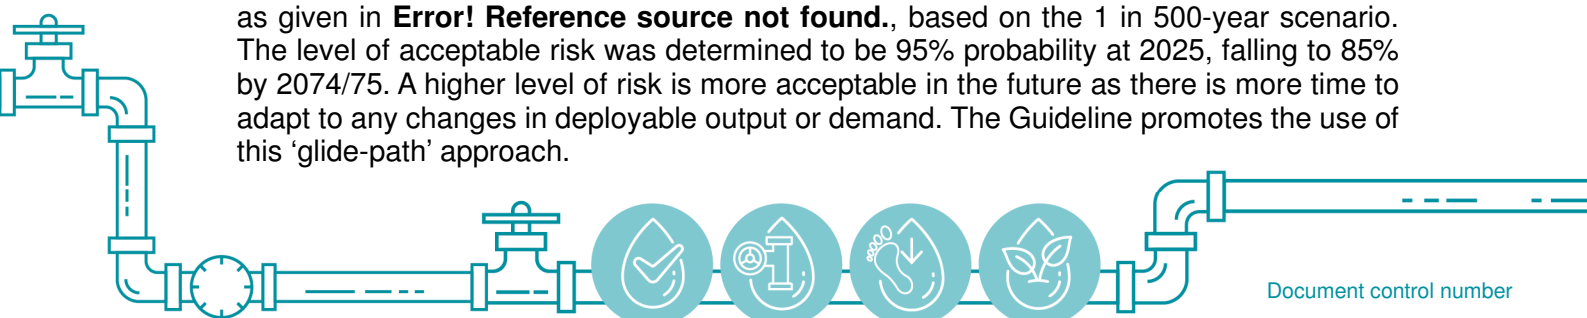 as given in Error! Reference source not found., based on the 1 in 500-year scenario.
The level of acceptable risk was determined to be 95% probability at 2025, falling to 85%
by 2074/75. A higher level of risk is more acceptable in the future as there is more time to
adapt to any changes in deployable output or demand. The Guideline promotes the use of
this ‘glide-path’ approach.
Document control number